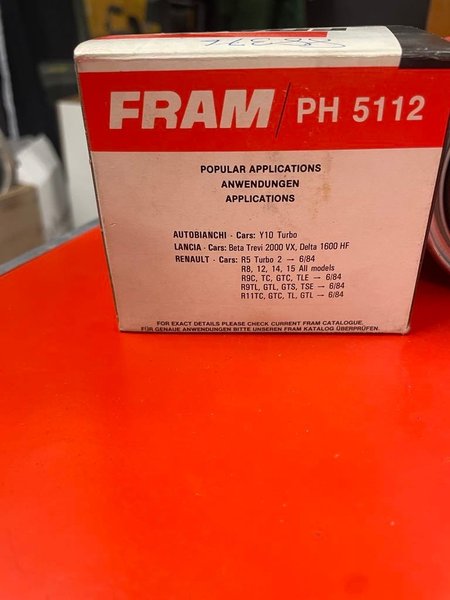 FRAM / PH 5112
POPULAR APPLICATIONS
ANWENDUNGEN
APPLICATIONS
AUTOBIANCHI - Cars: Y10 Turbo
LANCIA - Cars: Beta Trevi 2000 VX, Delta 1600 HF
RENAULT - Cars: R5 Turbo 2 → 6/84
R8, 12, 14, 15 All models
R9C, TC, GTC, TLE → 6/84
R9TL, GTL, GTS, TSE → 6/84
R11TC, GTC, TL, GTL → 6/84
FOR EXACT DETAILS PLEASE CHECK CURRENT FRAM CATALOGUE.
FÜR GENAUE ANWENDUNGEN BITTE UNSEREN FRAM KATALOG ÜBERPRÜFEN.